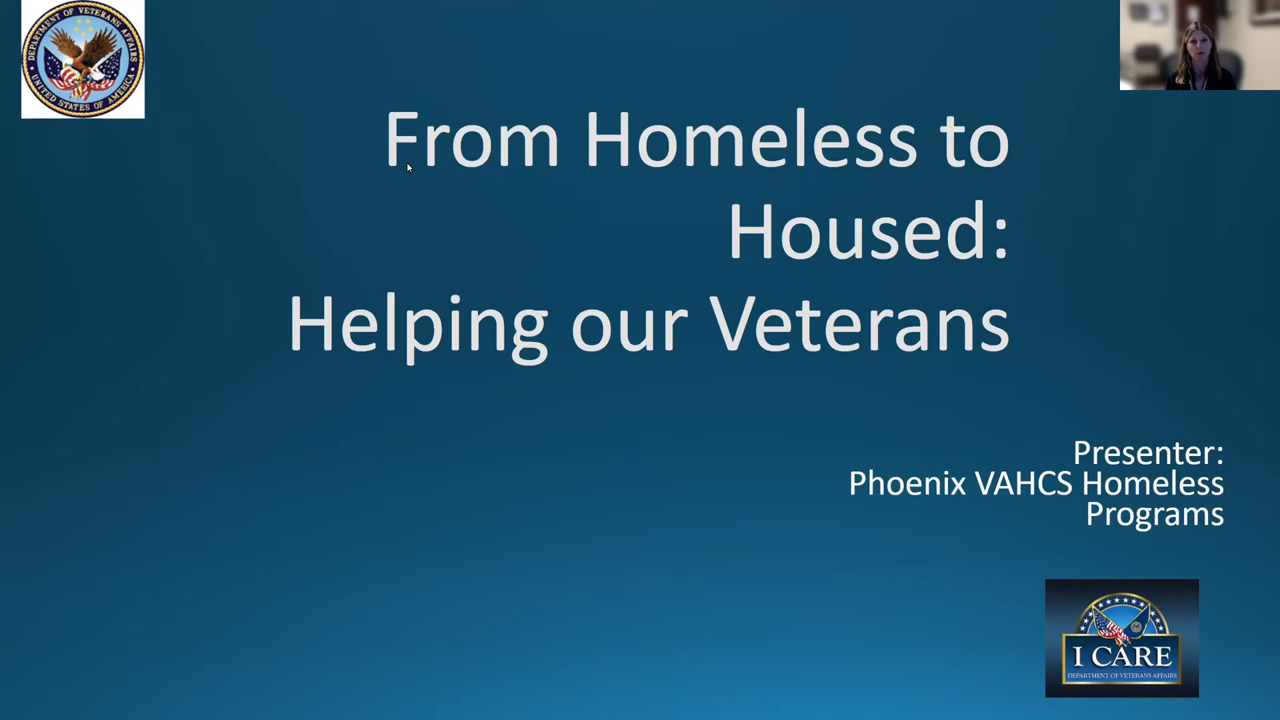 DEPARTMENT OF VETERANS AFFAIRS
UNITED STATES OF AMERICA
From Homeless to
Housed:
Helping our Veterans
Presenter:
Phoenix VAHCS Homeless
Programs
I CARE
DEPARTMENT OF VETERANS AFFAIRS